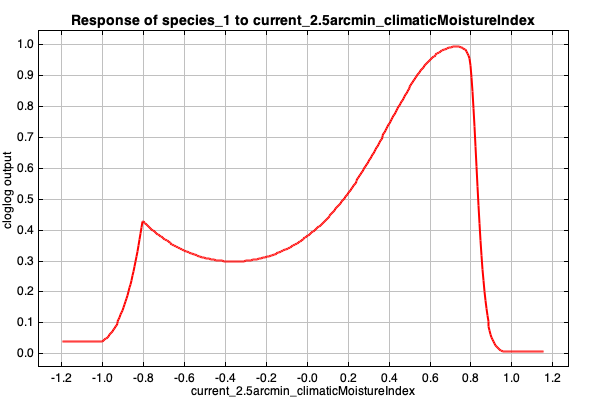 Response of species_1 to current_2.5arcmin_climaticMoistureIndex
1.0
0.9
0.8
0.7
0.6
0.5
0.4
0.3
0.2
0.1
0.0
cloglog output
-1.2 -1.0 -0.8 -0.6 -0.4 -0.2 -0.0 0.2 0.4 0.6 0.8 1.0 1.2
current_2.5arcmin_climaticMoistureIndex